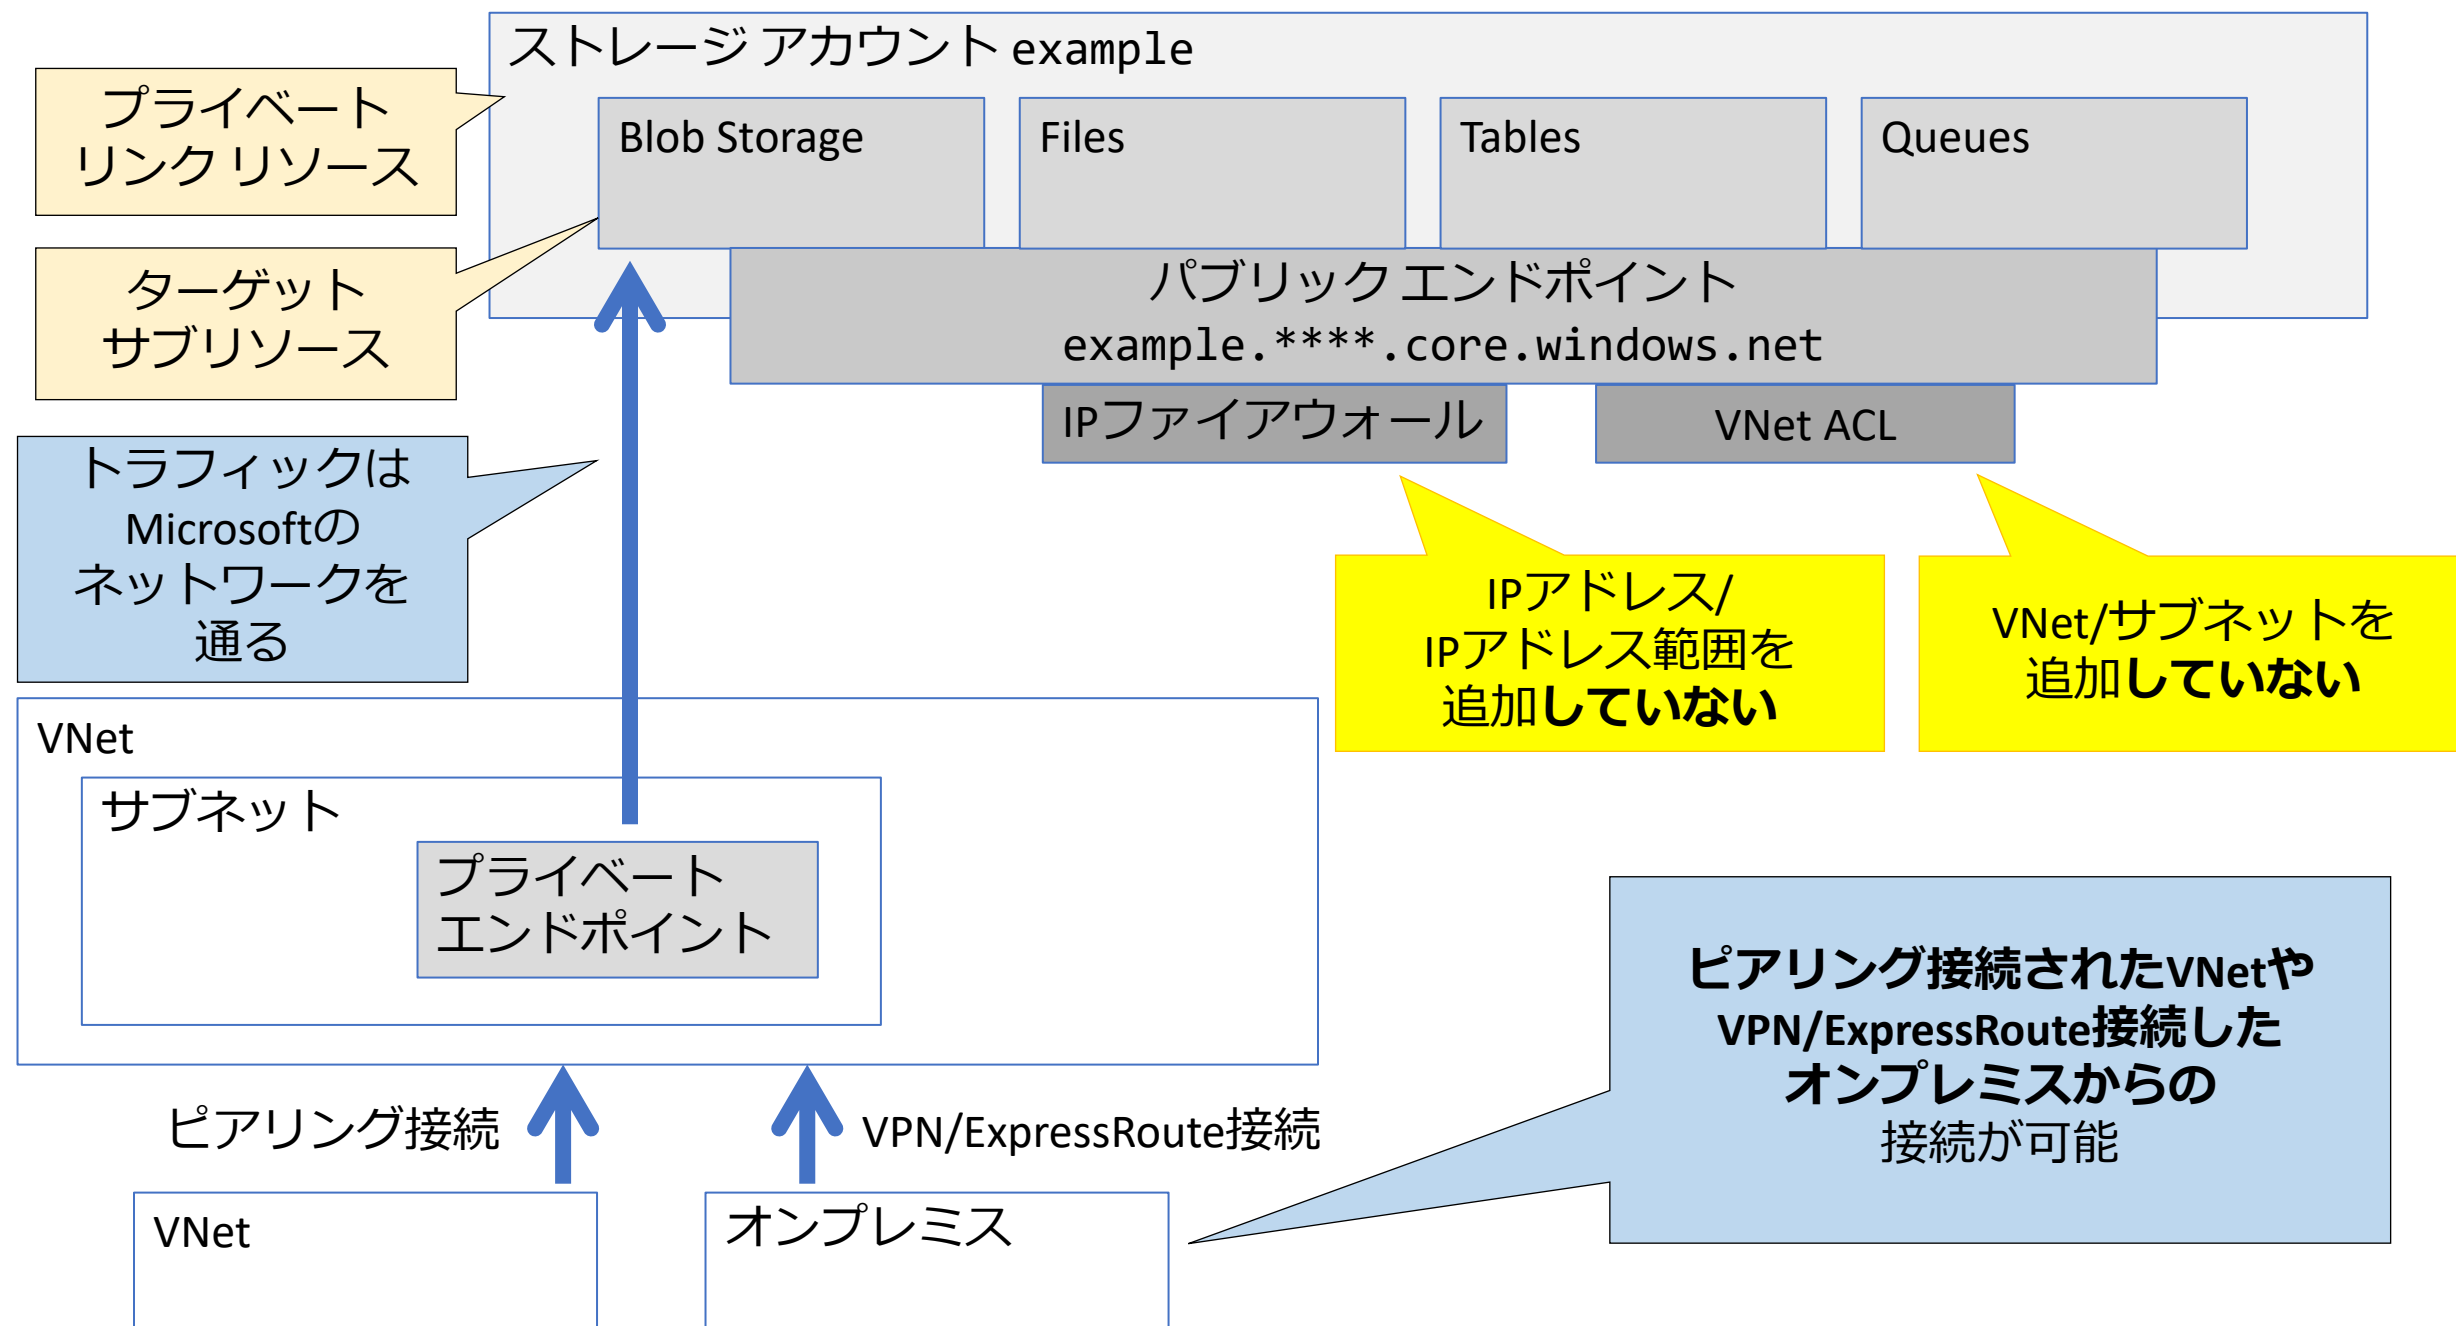 ストレージ アカウント example
プライベート
リンク リソース
Blob Storage
Files
Tables
Queues
ターゲット
サブリソース
パブリック エンドポイント
example.****.core.windows.net
IPファイアウォール
VNet ACL
トラフィックは
Microsoftの
ネットワークを
通る
IPアドレス/
IPアドレス範囲を
追加していない
VNet/サブネットを
追加していない
VNet
サブネット
プライベート
エンドポイント
ピアリング接続されたVNetや
VPN/ExpressRoute接続した
オンプレミスからの
接続が可能
ピアリング接続
VPN/ExpressRoute接続
VNet
オンプレミス